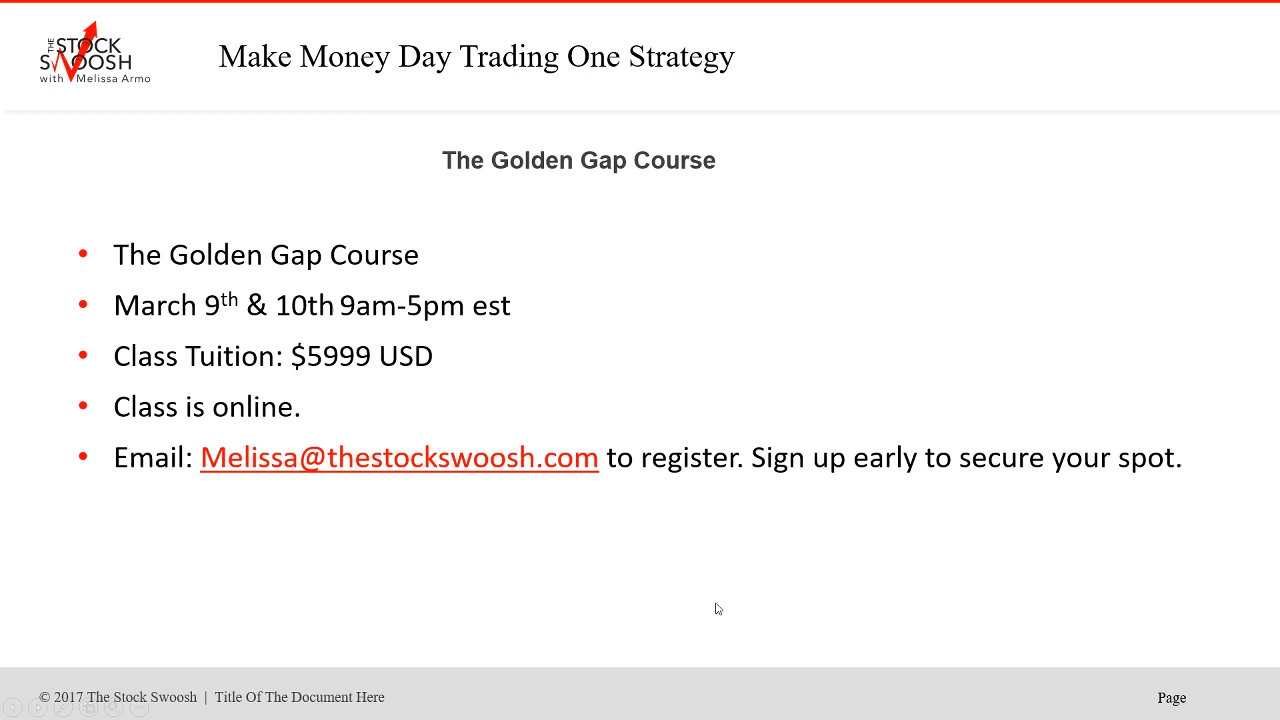 THE STOCK
SWOOSH
with Melissa Armo
Make Money Day Trading One Strategy
The Golden Gap Course
• The Golden Gap Course
• March 9th & 10th 9am-5pm est
• Class Tuition: $5999 USD
• Class is online.
• Email: Melissa@thestockswoosh.com to register. Sign up early to secure your spot.
© 2017 The Stock Swoosh | Title Of The Document Here
Page